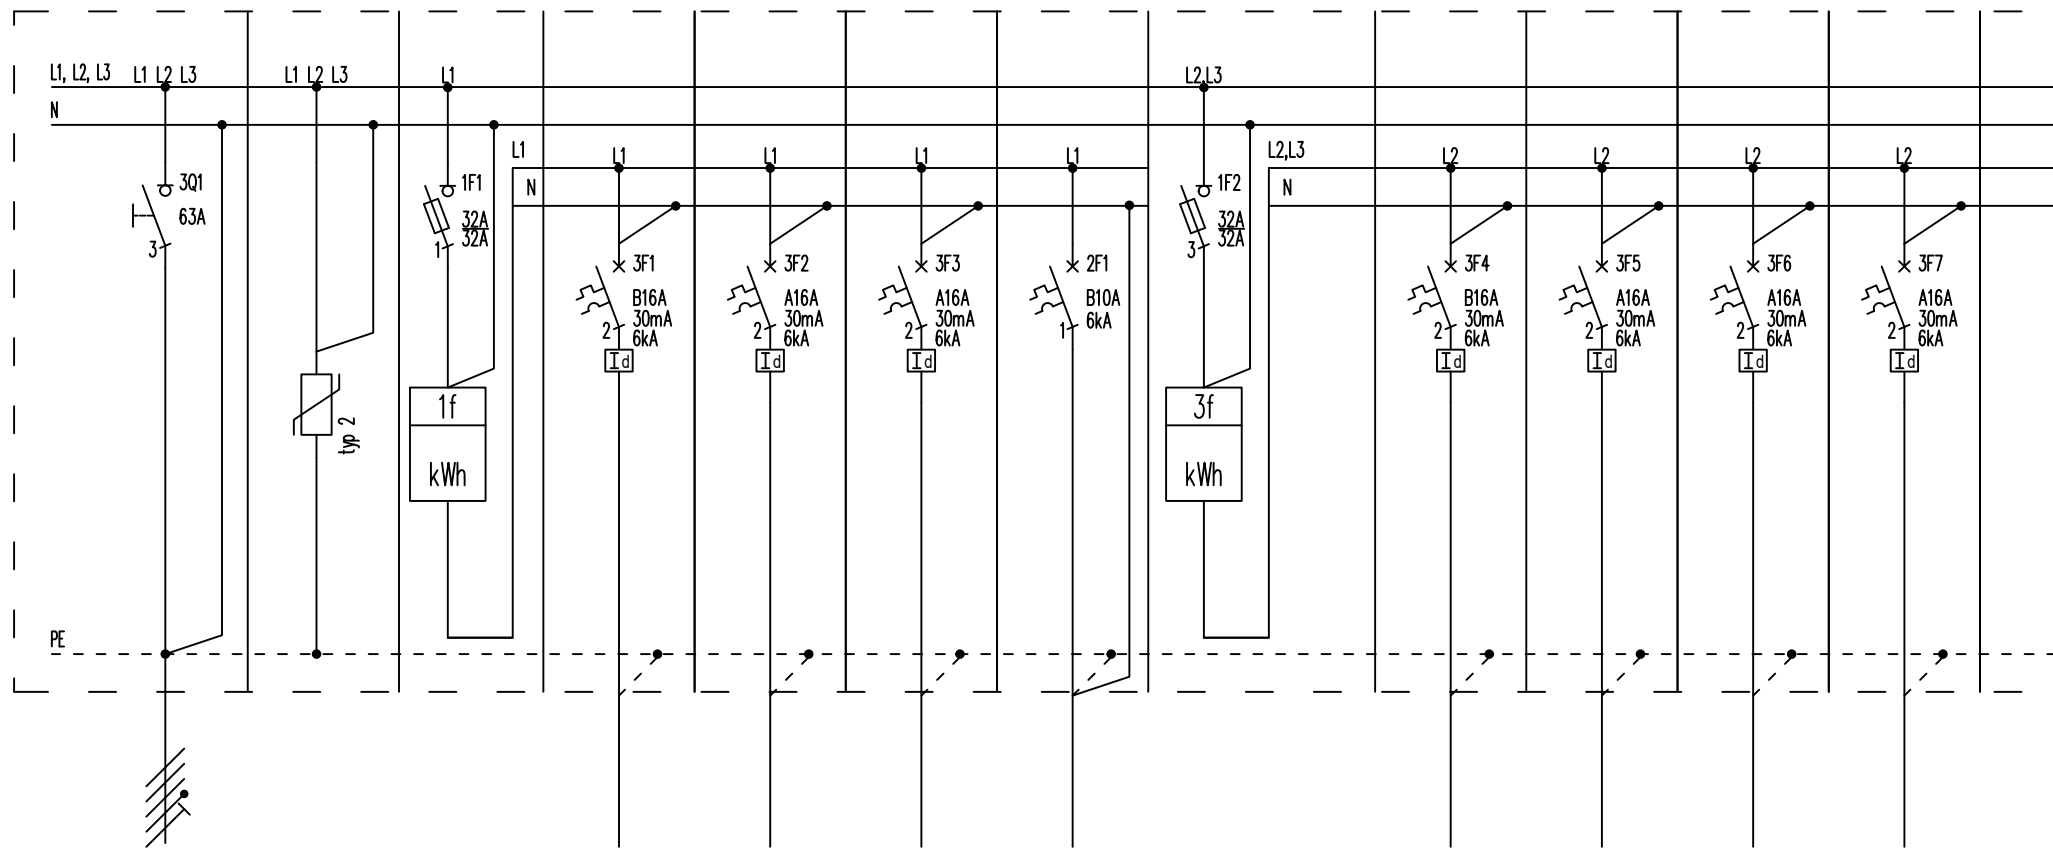 L1, L2, L3 L1 L2 L3 L1 L2 L3 L1 L2,L3
N
L1 L1 L1 L1 L1 L2,L3 L2 L2 L2 L2
N N
3Q1 1F1 1F2
63A 32A 32A
3 1 32A 3 32A
3F1 3F2 3F3 2F1 3F4 3F5 3F6 3F7
B16A A16A A16A B10A B16A A16A A16A A16A
30mA 30mA 30mA 6kA 30mA 30mA 30mA 30mA
2 6kA 2 6kA 2 6kA 1 2 6kA 2 6kA 2 6kA 2 6kA
Id Id Id Id Id Id Id
1f 3f
typ 2
kWh kWh
PE